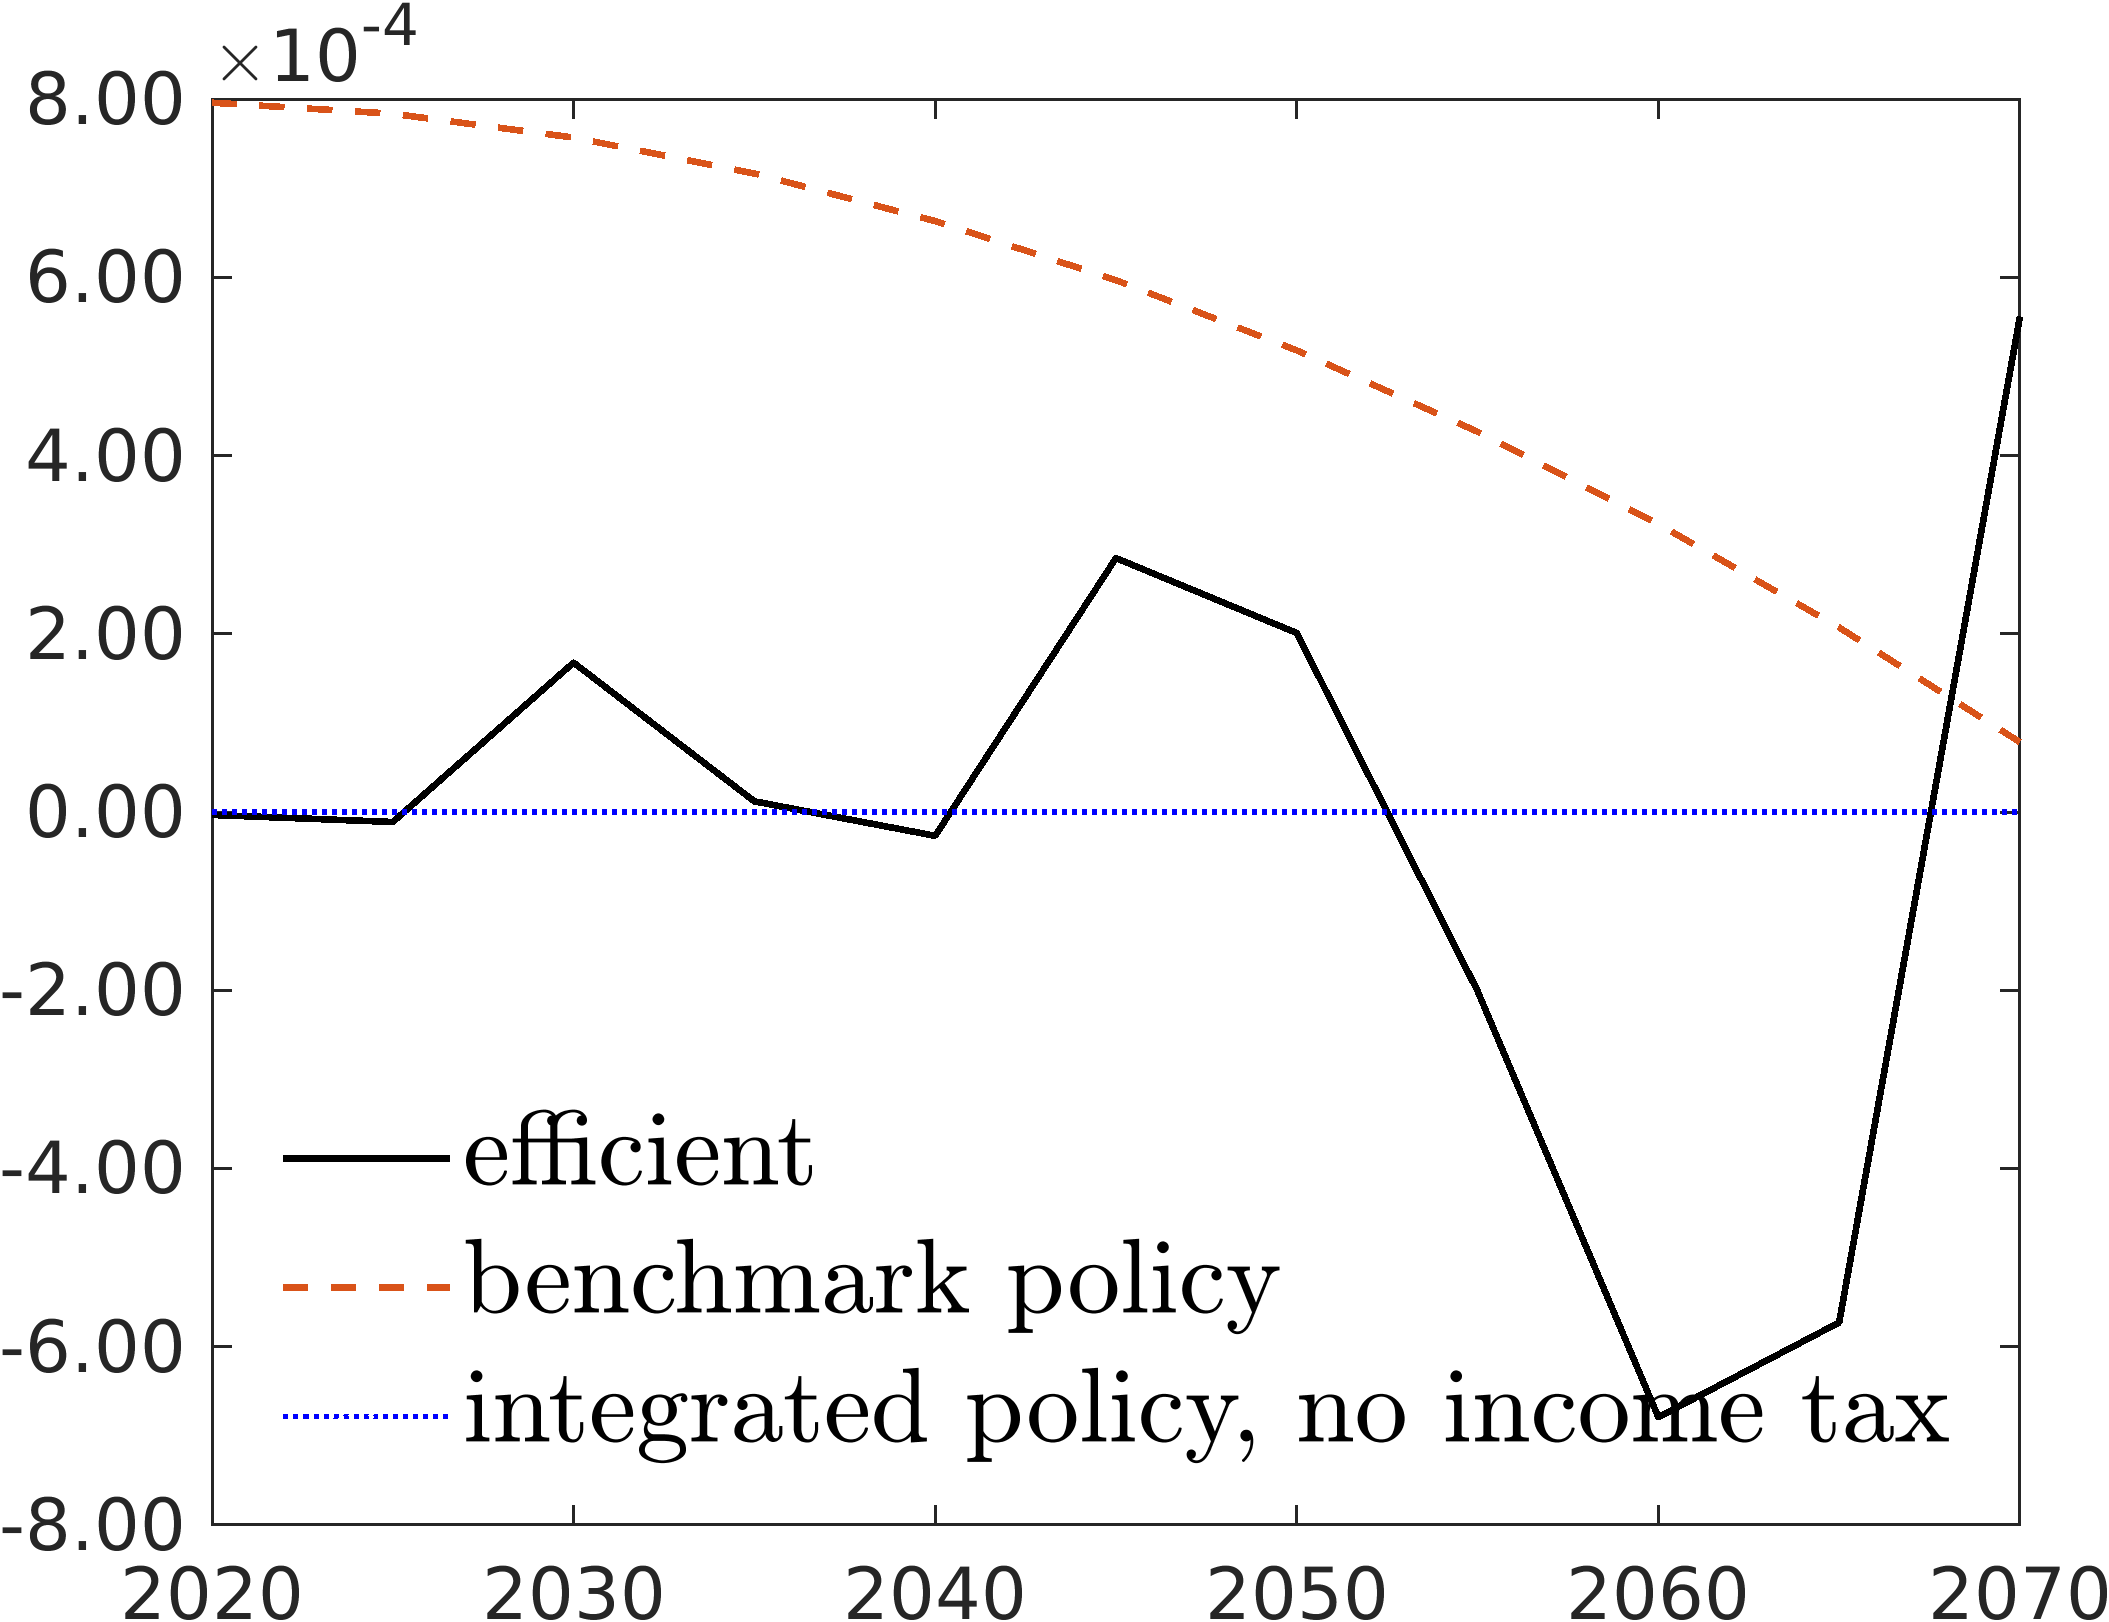 ×10-4
8.00
6.00
4.00
2.00
0.00
-2.00
-4.00
-6.00
-8.00
efficient
benchmark policy
integrated policy, no income tax
2020 2030 2040 2050 2060 2070